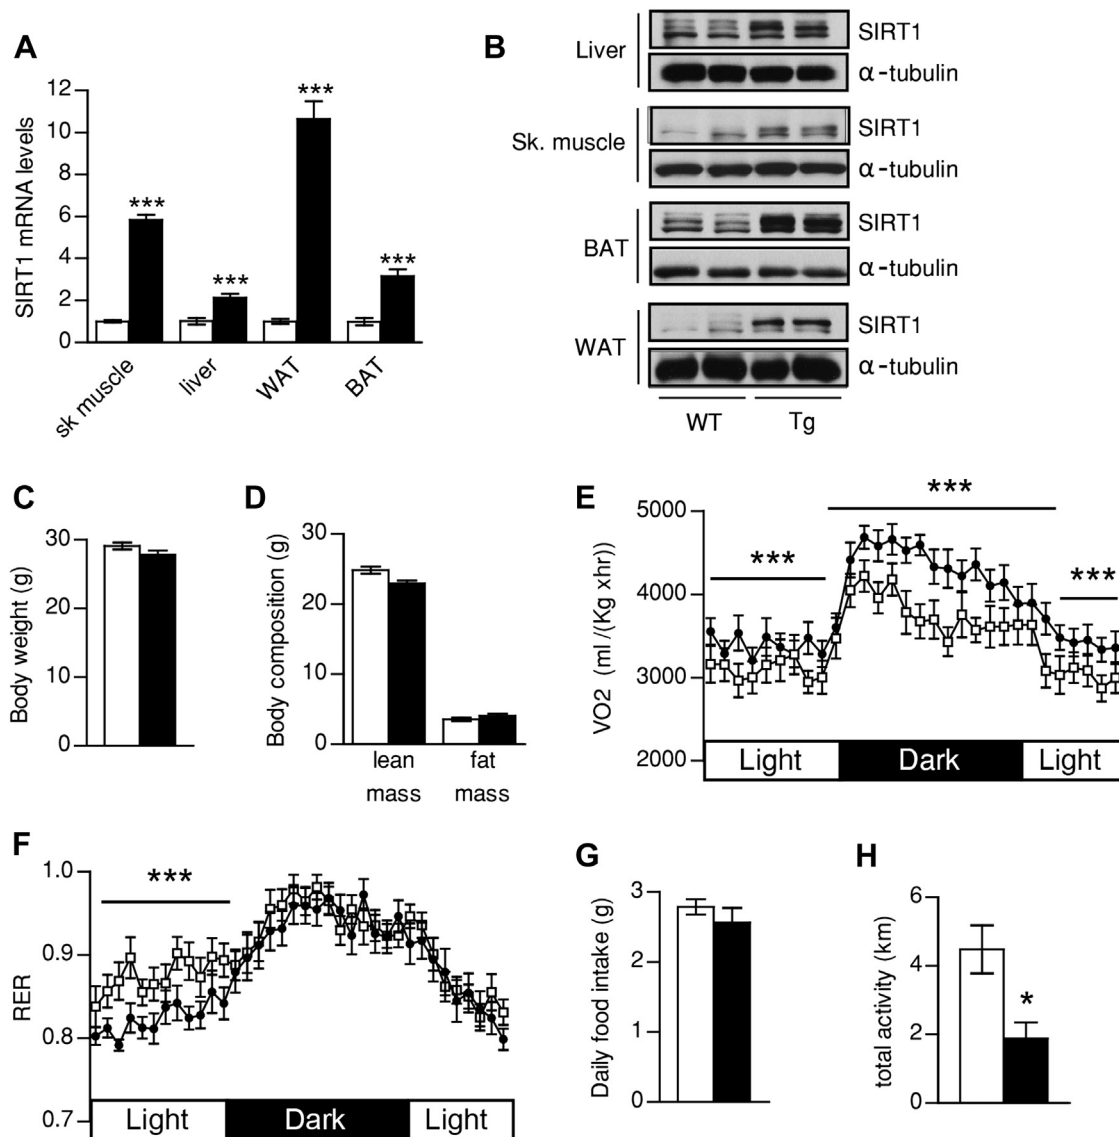 A
SIRT1 mRNA levels
12
10
8
6
4
2
0
***
***
***
***
sk muscle
liver
WAT
BAT
B
Liver
SIRT1
α-tubulin
Sk. muscle
SIRT1
α-tubulin
BAT
SIRT1
α-tubulin
WAT
SIRT1
α-tubulin
WT
Tg
C
Body weight (g)
30
20
10
0
D
Body composition (g)
30
20
10
0
lean
mass
fat
mass
E
VO2 (ml /(Kg xhr))
5000
4000
3000
2000
***
***
***
Light
Dark
Light
F
RER
1.0
0.9
0.8
0.7
***
Light
Dark
Light
G
Daily food intake (g)
3
2
1
0
H
total activity (km)
6
4
2
0
*